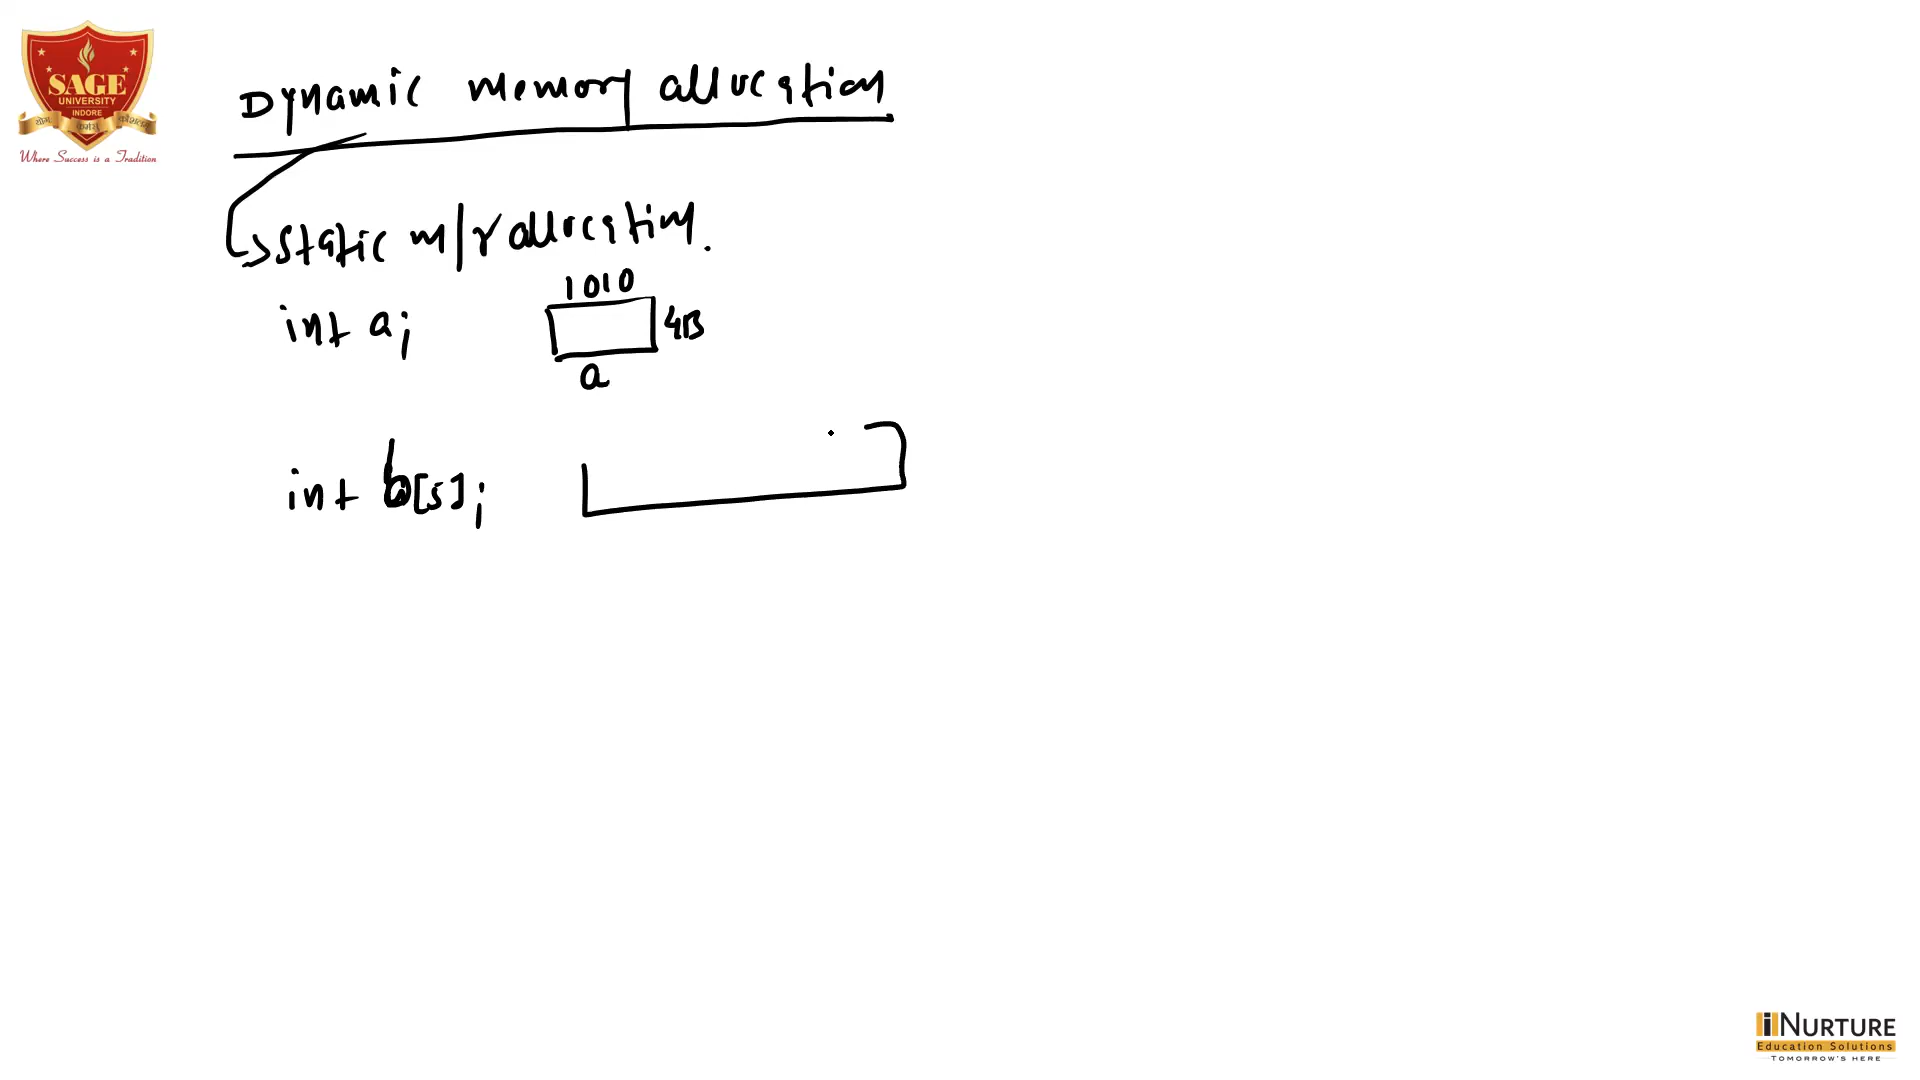 SAGE
UNIVERSITY
INDORE
Where Success is a Tradition
Dynamic memory allocation
Static m/r allocation.
1010
int a;
4B
a
int b[5];
iNURTURE
Education Solutions
TOMORROW'S HERE